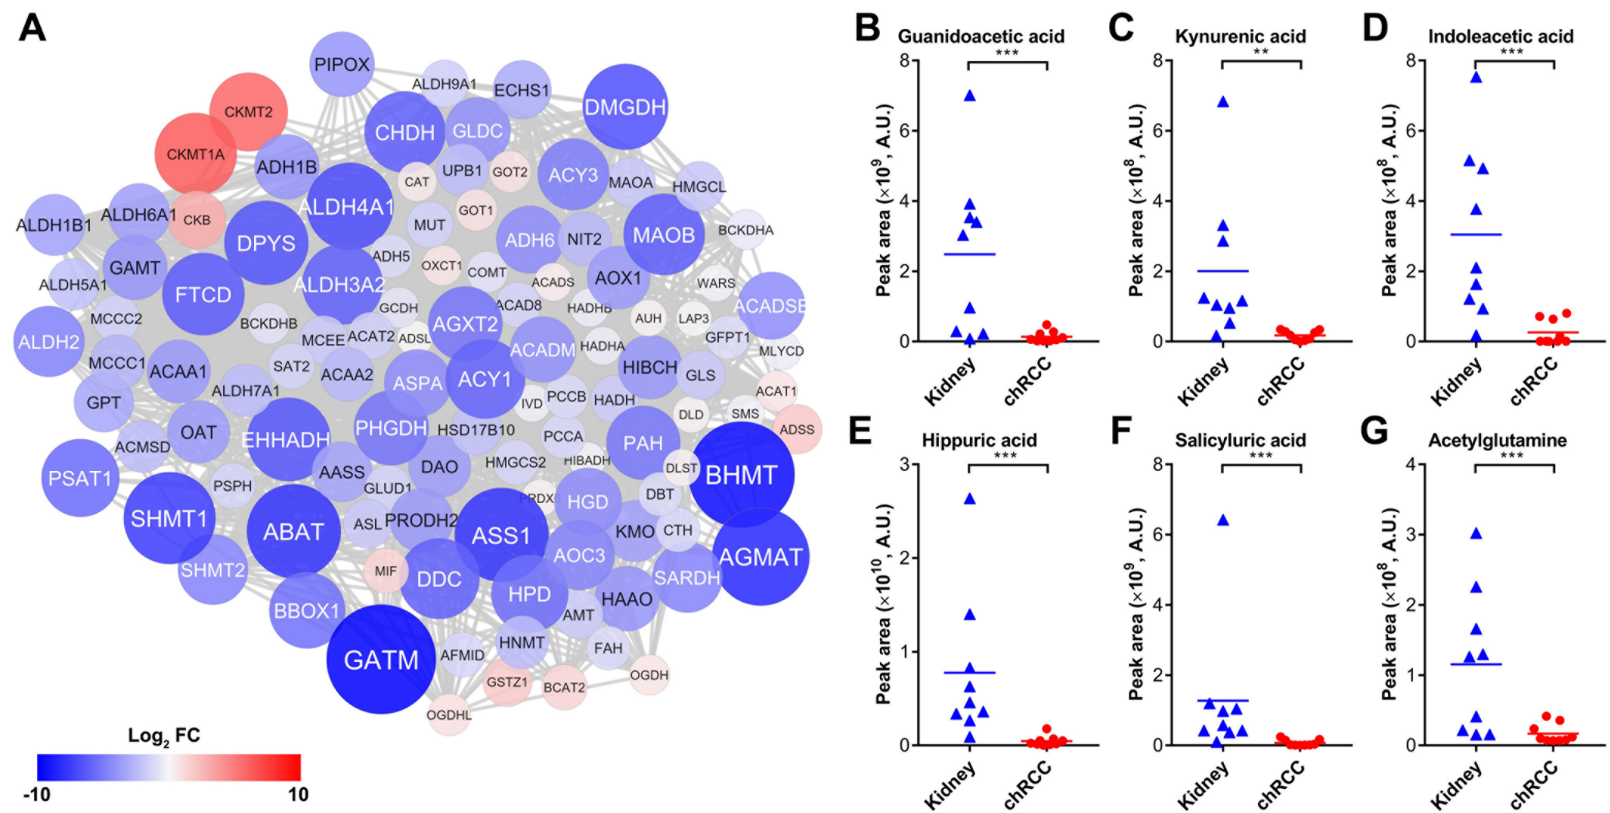 A
PIPOX
ALDH9A1
ECHS1
DMGDH
CKMT2
CHDH
GLDC
CKMT1A
ADH1B
UPB1
GOT2
ACY3
MAOA
HMGCL
CAT
ALDH4A1
GOT1
ALDH1B1
ALDH6A1
CKB
MUT
DPYS
ADH6
NIT2
MAOB
BCKDHA
GAMT
ADH5
OXCT1
COMT
ACADS
AOX1
WARS
ALDH5A1
FTCD
ALDH3A2
GCDH
ACAD8
HADHB
AUH
LAP3
ACADSB
MCCC2
BCKDHB
AGXT2
ALDH2
MCEE
ACAT2
ADSL
ACADM
HADHA
GFPT1
MLYCD
MCCC1
ACAA1
SAT2
ACAA2
ASPA
ACY1
HIBCH
GLS
ALDH7A1
GPT
IVD
PCCB
HADH
ACAT1
DLD
SMS
OAT
EHHADH
PHGDH
HSD17B10
PCCA
PAH
ADSS
ACMSD
HMGCS2
HIBADH
DLST
BHMT
PSAT1
PSPH
AASS
DAO
GLUD1
PRDX6
HGD
DBT
SHMT1
ABAT
ASL
PRODH2
ASS1
KMO
CTH
AOC3
AGMAT
SHMT2
MIF
DDC
HPD
SARDH
BBOX1
HAAO
AMT
GATM
AFMID
HNMT
FAH
GSTZ1
BCAT2
OGDH
OGDHL
Log2 FC
-10
10
B
Guanidoacetic acid
***
Peak area (×10⁹, A.U.)
8
6
4
2
0
Kidney
chRCC
C
Kynurenic acid
**
Peak area (×10⁸, A.U.)
8
6
4
2
0
Kidney
chRCC
D
Indoleacetic acid
***
Peak area (×10⁸, A.U.)
8
6
4
2
0
Kidney
chRCC
E
Hippuric acid
***
Peak area (×10¹⁰, A.U.)
3
2
1
0
Kidney
chRCC
F
Salicyluric acid
***
Peak area (×10⁹, A.U.)
8
6
4
2
0
Kidney
chRCC
G
Acetylglutamine
***
Peak area (×10⁸, A.U.)
4
3
2
1
0
Kidney
chRCC